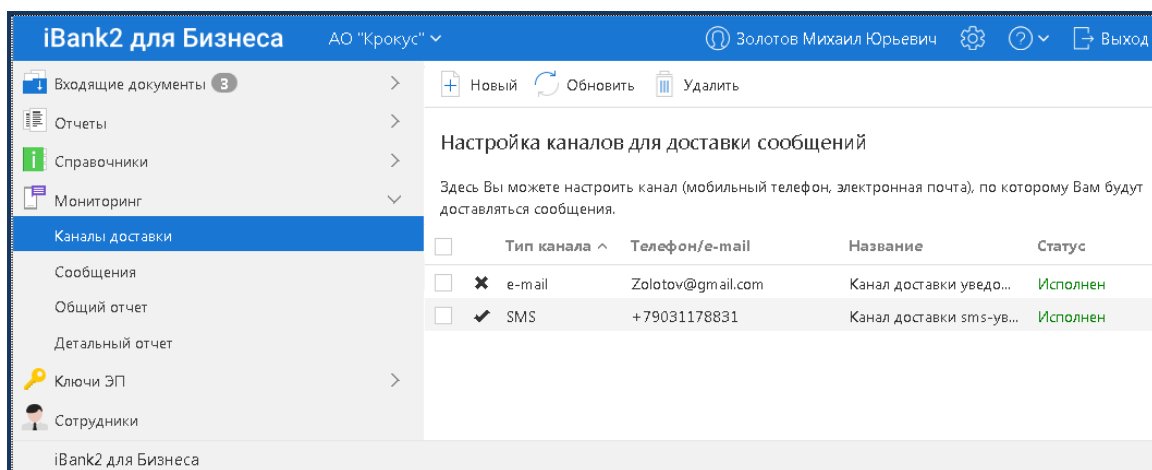 iBank2 для Бизнеса АО "Крокус" Золотов Михаил Юрьевич Выход
Входящие документы 3
Отчеты
Справочники
Мониторинг
Каналы доставки
Сообщения
Общий отчет
Детальный отчет
Ключи ЭП
Сотрудники
iBank2 для Бизнеса
Новый Обновить Удалить
Настройка каналов для доставки сообщений
Здесь Вы можете настроить канал (мобильный телефон, электронная почта), по которому Вам будут
доставляться сообщения.
Тип канала Телефон/e-mail Название Статус
e-mail Zolotov@gmail.com Канал доставки уведо... Исполнен
SMS +79031178831 Канал доставки sms-ув... Исполнен